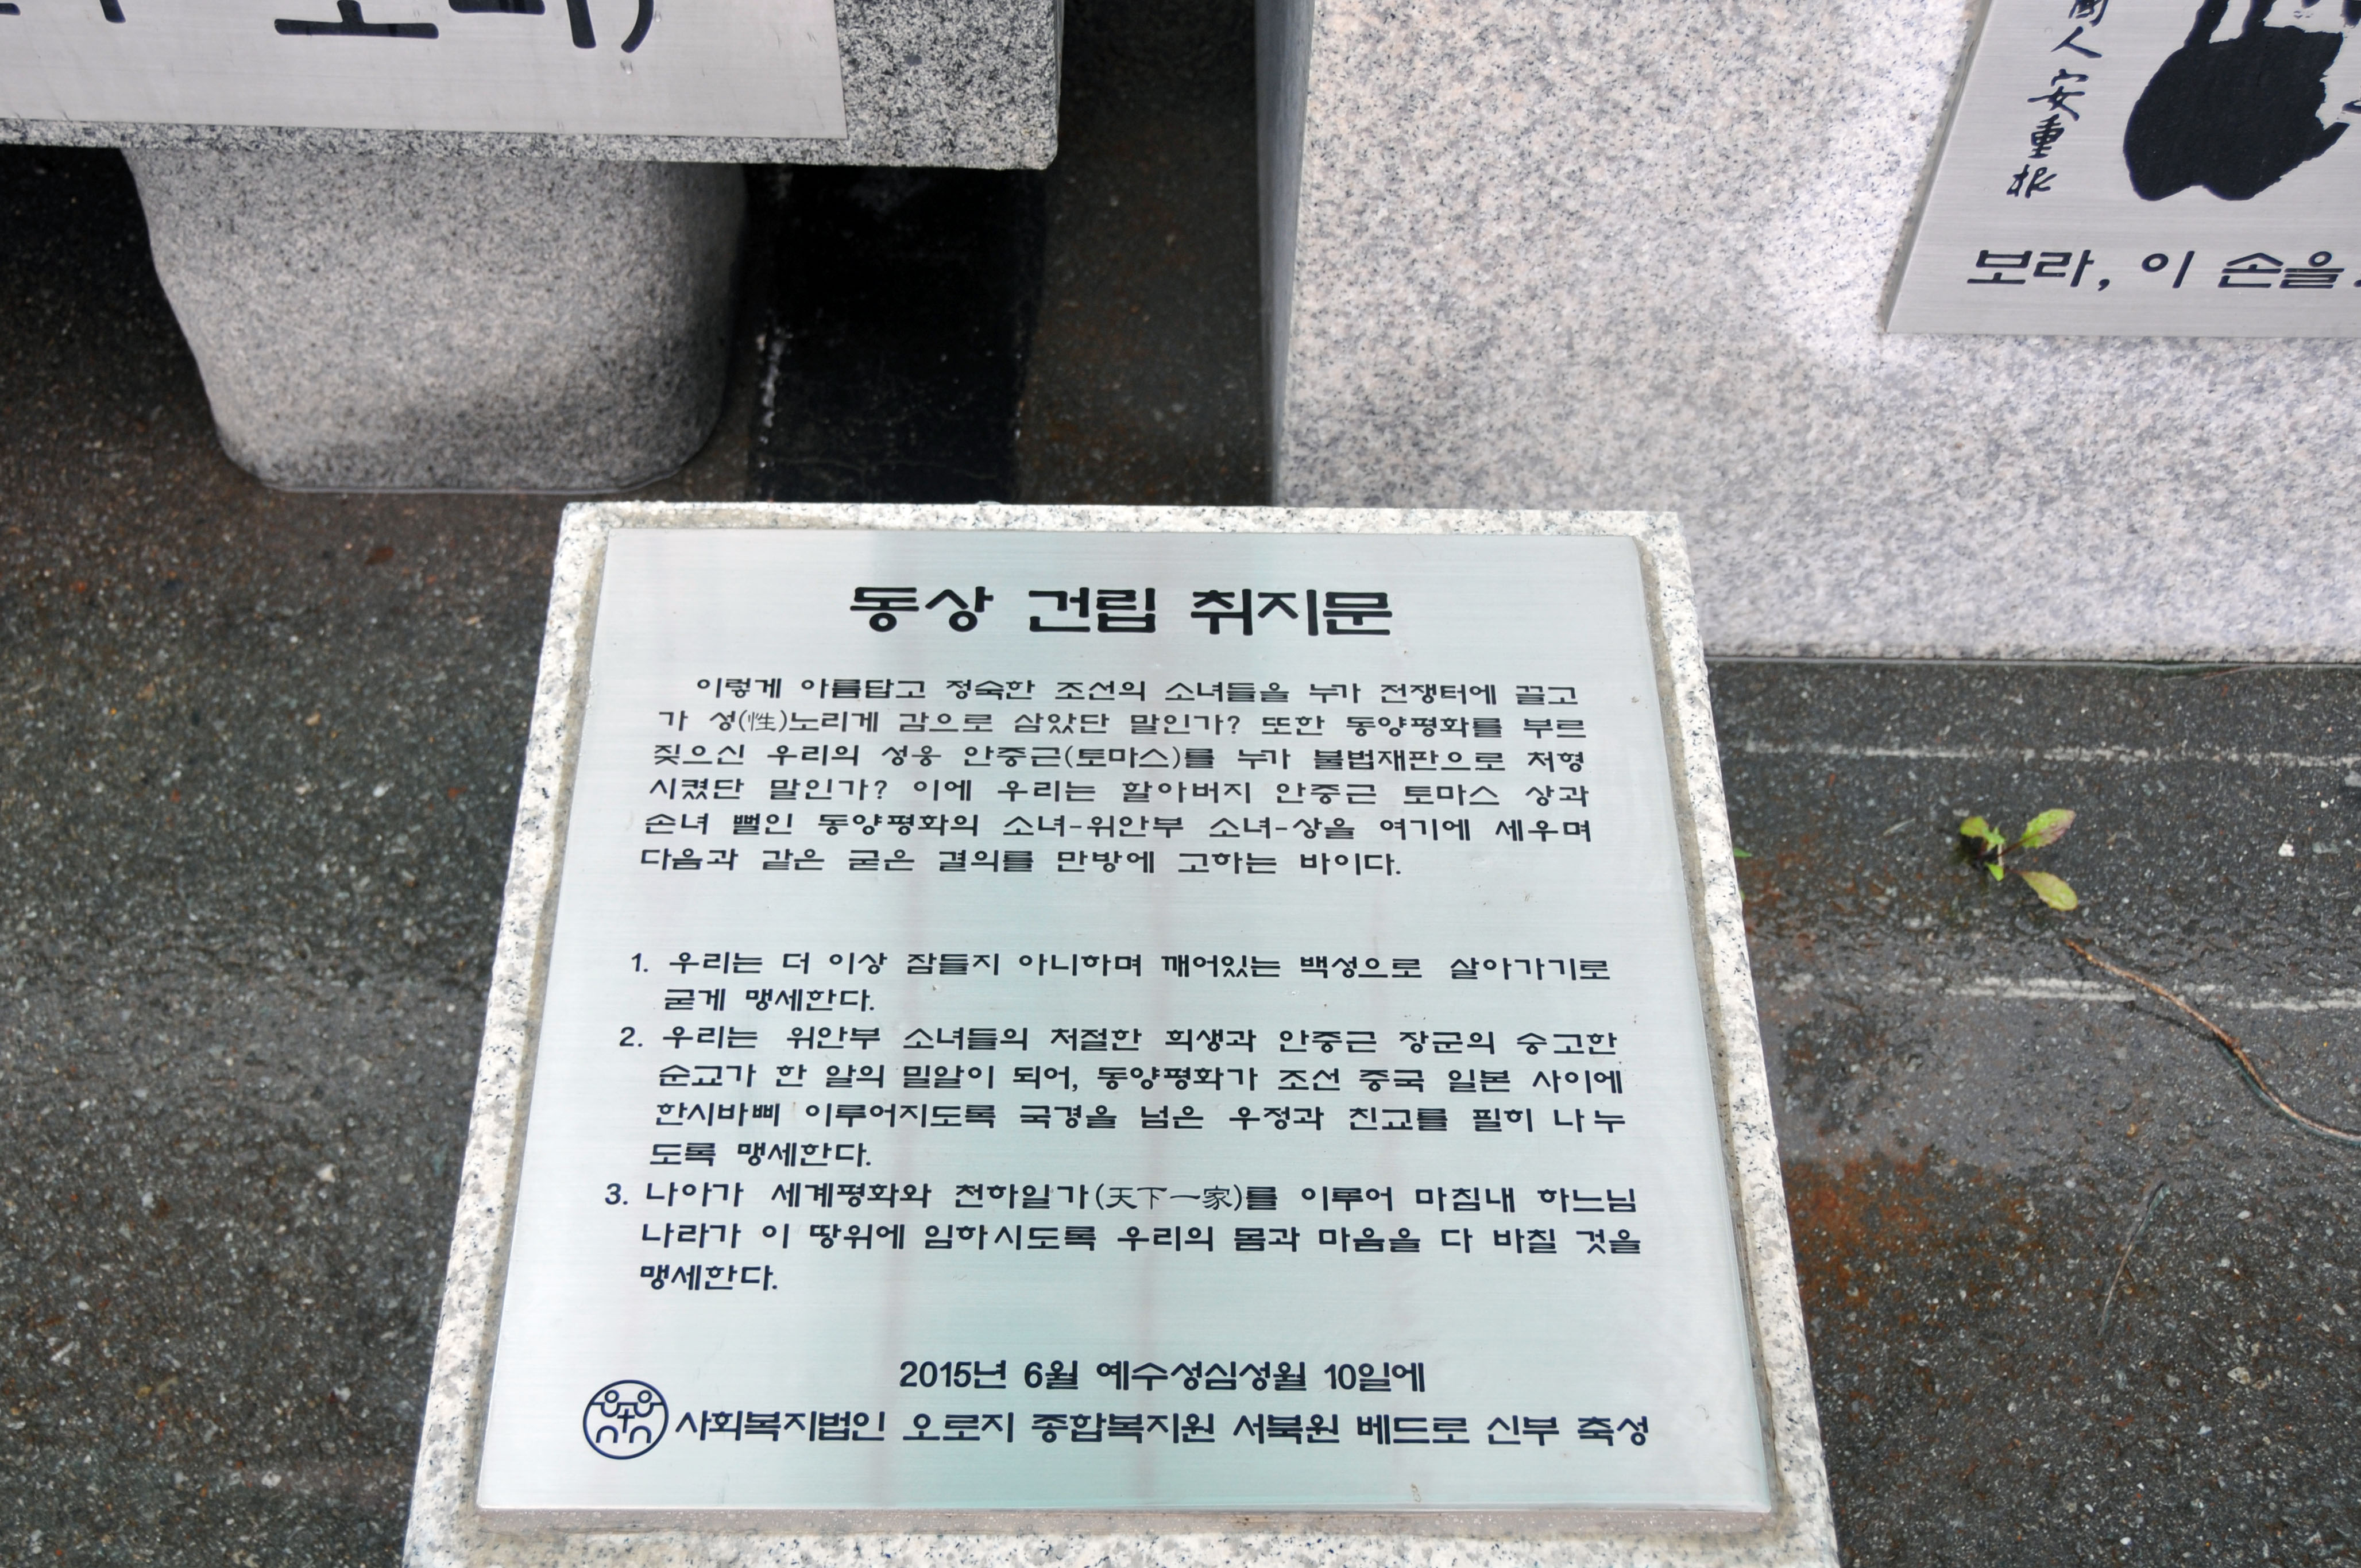 國人安重根
보라, 이 손을
동상 건립 취지문
이렇게 아름답고 정숙한 조선의 소녀들을 누가 전쟁터에 끌고
가 성(性)노리게 감으로 삼았단 말인가? 또한 동양평화를 부르
짖으신 우리의 성웅 안중근(토마스)를 누가 불법재판으로 처형
시켰단 말인가? 이에 우리는 할아버지 안중근 토마스 상과
손녀 뻘인 동양평화의 소녀-위안부 소녀-상을 여기에 세우며
다음과 같은 굳은 결의를 만방에 고하는 바이다.
1. 우리는 더 이상 잠들지 아니하며 깨어있는 백성으로 살아가기로
굳게 맹세한다.
2. 우리는 위안부 소녀들의 처절한 희생과 안중근 장군의 숭고한
순교가 한 알의 밀알이 되어, 동양평화가 조선 중국 일본 사이에
한시바삐 이루어지도록 국경을 넘은 우정과 친교를 필히 나누
도록 맹세한다.
3. 나아가 세계평화와 천하일가(天下一家)를 이루어 마침내 하느님
나라가 이 땅위에 임하시도록 우리의 몸과 마음을 다 바칠 것을
맹세한다.
2015년 6월 예수성심성월 10일에
사회복지법인 오로지 종합복지원 서북원 베드로 신부 축성